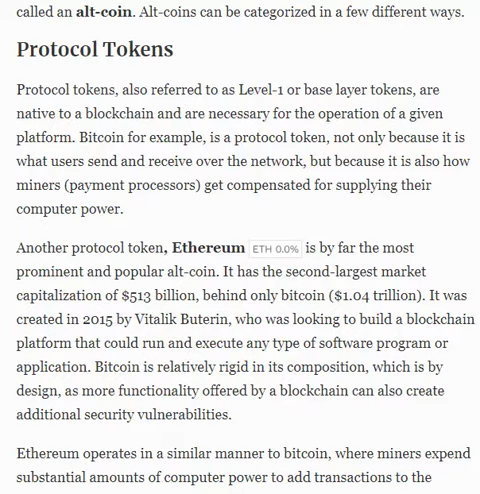 called an alt-coin. Alt-coins can be categorized in a few different ways.
Protocol Tokens
Protocol tokens, also referred to as Level-1 or base layer tokens, are
native to a blockchain and are necessary for the operation of a given
platform. Bitcoin for example, is a protocol token, not only because it is
what users send and receive over the network, but because it is also how
miners (payment processors) get compensated for supplying their
computer power.
Another protocol token, Ethereum ETH 0.0% is by far the most
prominent and popular alt-coin. It has the second-largest market
capitalization of $513 billion, behind only bitcoin ($1.04 trillion). It was
created in 2015 by Vitalik Buterin, who was looking to build a blockchain
platform that could run and execute any type of software program or
application. Bitcoin is relatively rigid in its composition, which is by
design, as more functionality offered by a blockchain can also create
additional security vulnerabilities.
Ethereum operates in a similar manner to bitcoin, where miners expend
substantial amounts of computer power to add transactions to the